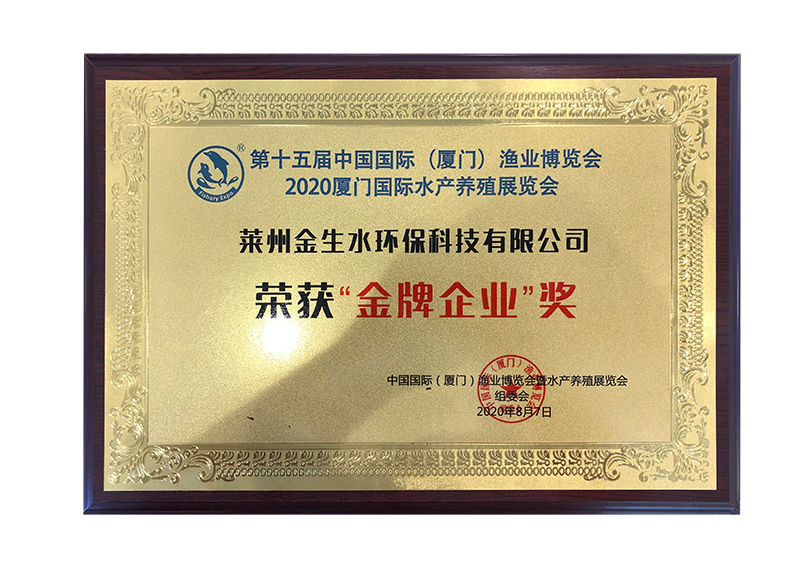 第十五届中国国际（厦门）渔业博览会
2020厦门国际水产养殖展览会
Fishery Expo
®
莱州金生水环保科技有限公司
荣获“金牌企业”奖
中国国际（厦门）渔业博览会暨水产养殖展览会
组委会
2020年8月7日